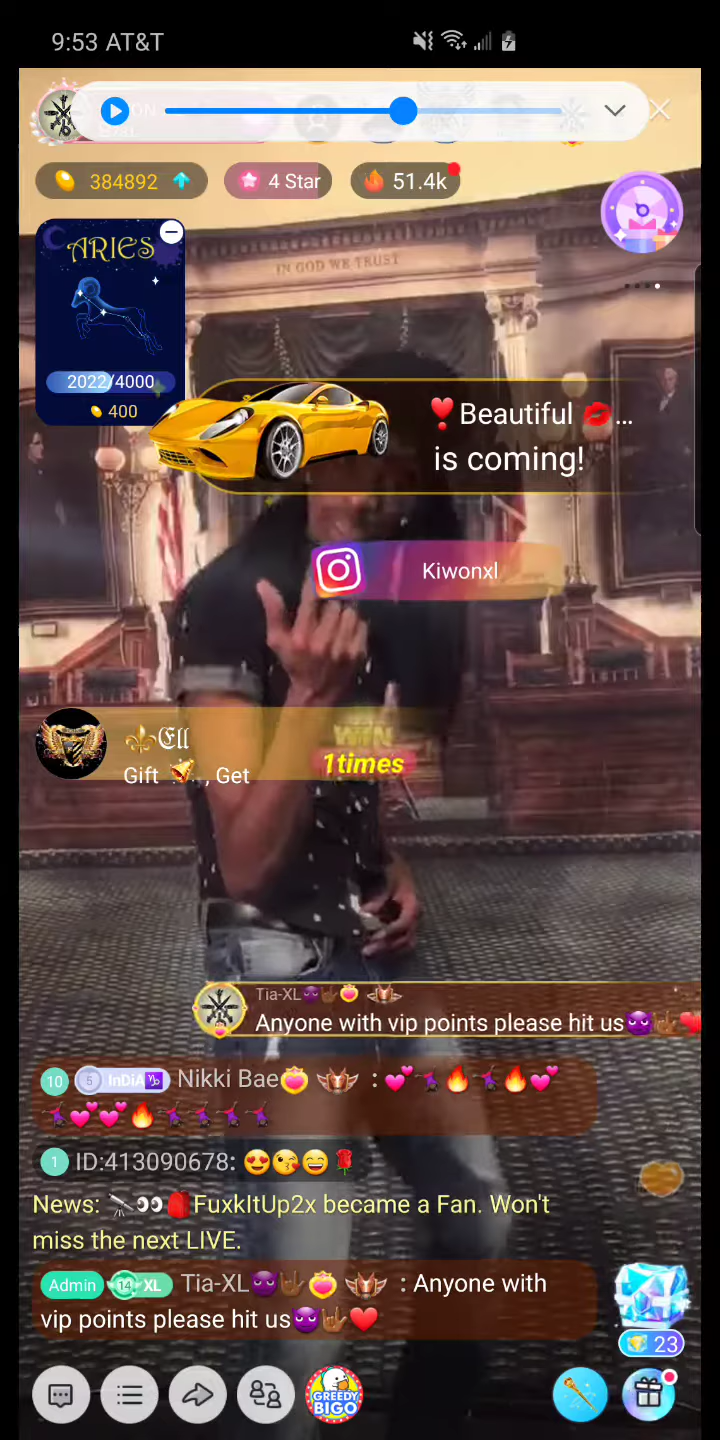 9:53 AT&T
384892
4 Star
51.4k
ARIES
IN GOD WE TRUST
2022/4000
400
❣️Beautiful 💋...
is coming!
Kiwonxl
⚜️𝕰𝖑𝖑
WIN
Gift , Get
1times
Tia-XL😈🤘🏾
Anyone with vip points please hit us😈🤘🏾❤️
10 5 InDiA♑ Nikki Bae : 💕💃🏾🔥💃🏾🔥💕
💃🏾💕💕🔥💃🏾💃🏾💃🏾💃🏾
1 ID:413090678: 😍😘😄🌹
News: 🔭👀🎒FuxkItUp2x became a Fan. Won't
miss the next LIVE.
Admin 14 XL Tia-XL😈🤘🏾 : Anyone with
vip points please hit us😈🤘🏾❤️
23
GREEDY
BIGO